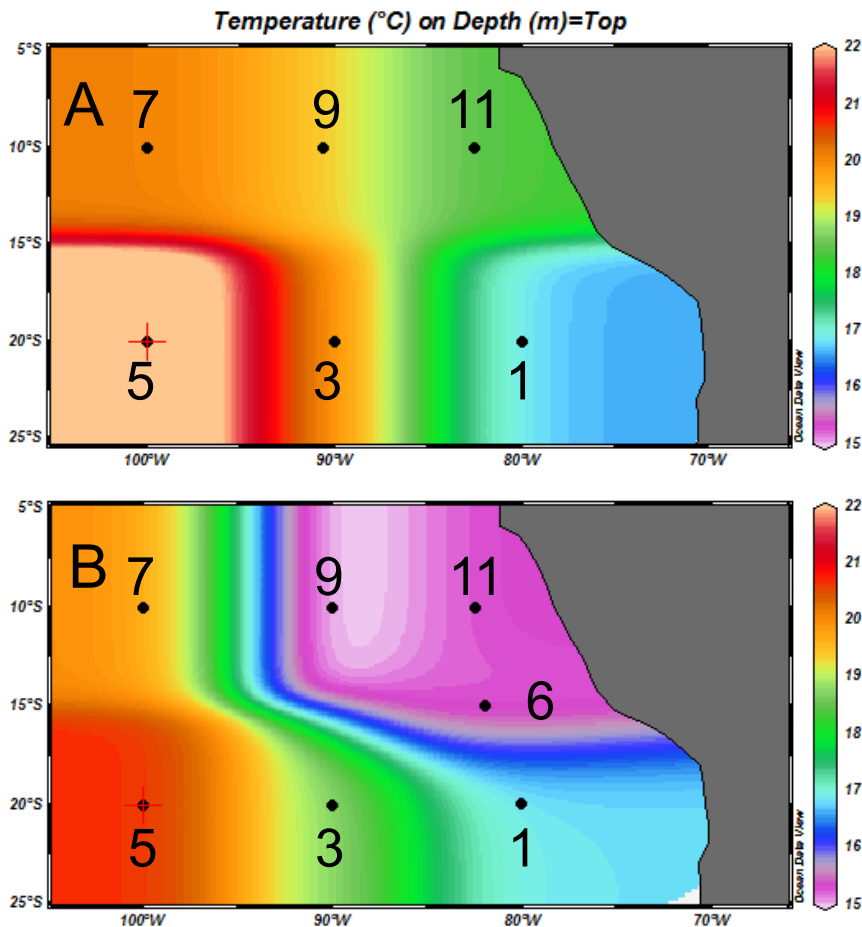 Temperature (°C) on Depth (m)=Top
5°S
10°S
15°S
20°S
25°S
A
7
9
11
5
3
1
100°W
90°W
80°W
70°W
Ocean Data View
22
21
20
19
18
17
16
15
5°S
10°S
15°S
20°S
25°S
B
7
9
11
6
5
3
1
100°W
90°W
80°W
70°W
Ocean Data View
22
21
20
19
18
17
16
15